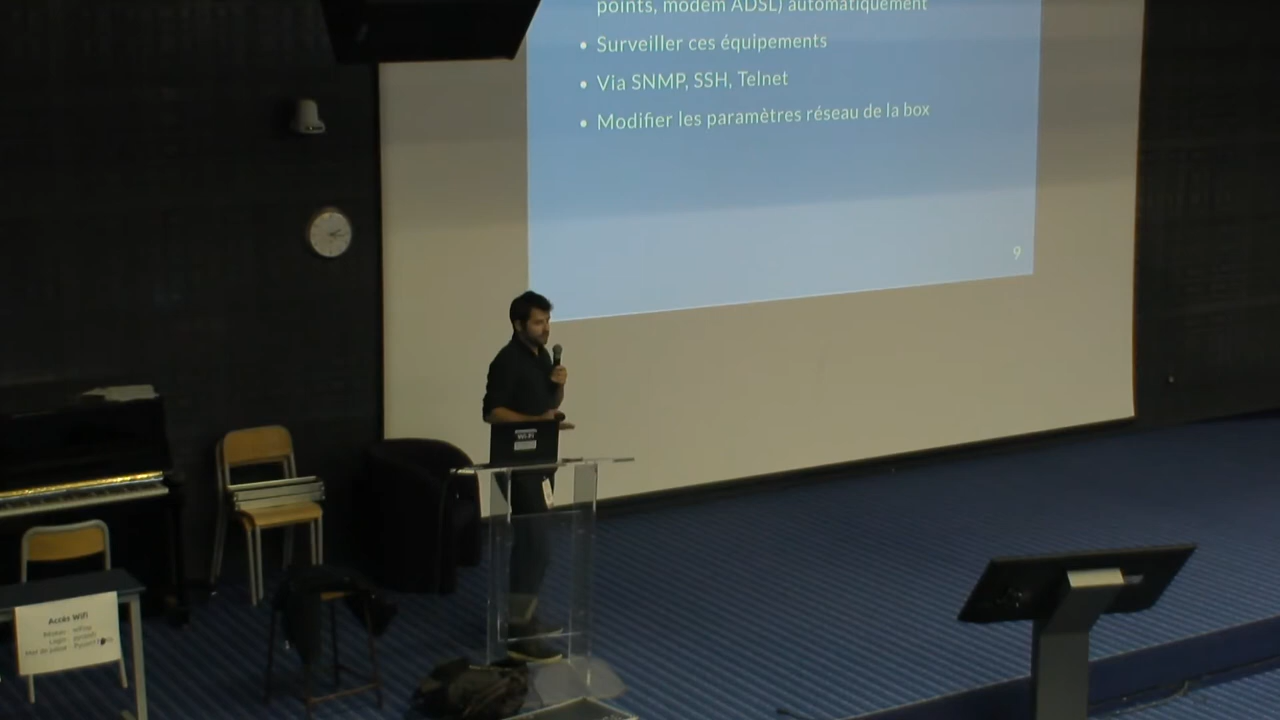 points, modem ADSL) automatiquement
• Surveiller ces équipements
• Via SNMP, SSH, Telnet
• Modifier les paramètres réseau de la box
9
Accès Wifi